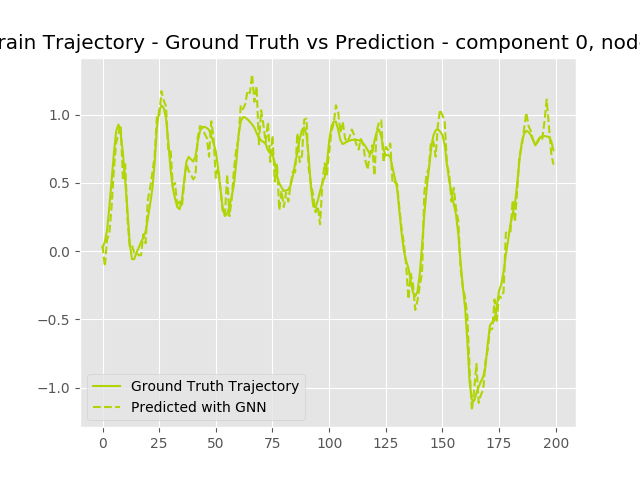 rain Trajectory - Ground Truth vs Prediction - component 0, nod
1.0
0.5
0.0
−0.5
−1.0
Ground Truth Trajectory
Predicted with GNN
0 25 50 75 100 125 150 175 200